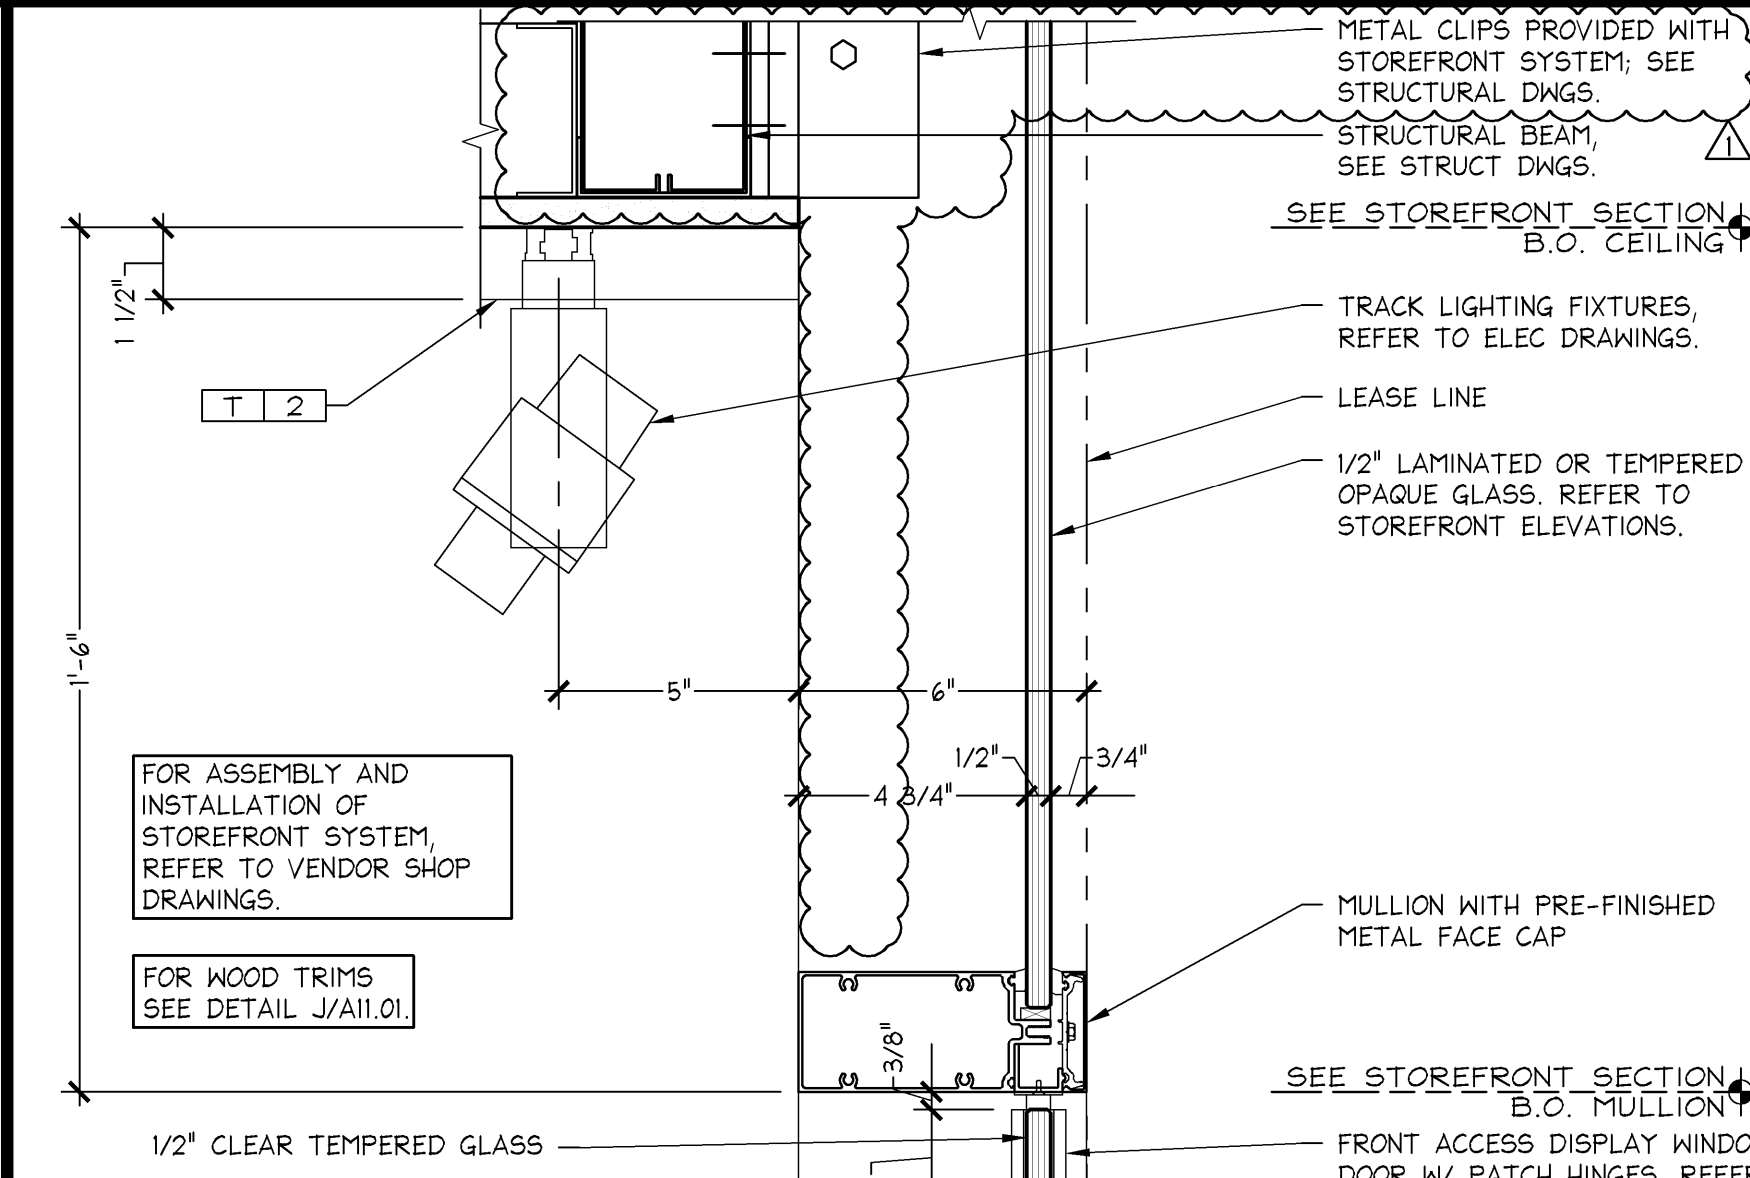 METAL CLIPS PROVIDED WITH
STOREFRONT SYSTEM; SEE
STRUCTURAL DWGS.
STRUCTURAL BEAM,
SEE STRUCT DWGS.
1
SEE STOREFRONT SECTION
B.O. CEILING
1 1/2"
TRACK LIGHTING FIXTURES,
REFER TO ELEC DRAWINGS.
T 2
LEASE LINE
1/2" LAMINATED OR TEMPERED
OPAQUE GLASS. REFER TO
STOREFRONT ELEVATIONS.
1'-6"
5"
6"
1/2"
3/4"
4 3/4"
FOR ASSEMBLY AND
INSTALLATION OF
STOREFRONT SYSTEM,
REFER TO VENDOR SHOP
DRAWINGS.
MULLION WITH PRE-FINISHED
METAL FACE CAP
FOR WOOD TRIMS
SEE DETAIL J/A11.01.
3/8"
SEE STOREFRONT SECTION
B.O. MULLION
1/2" CLEAR TEMPERED GLASS
FRONT ACCESS DISPLAY WINDO
DOOR W/ PATCH HINGES. REFER